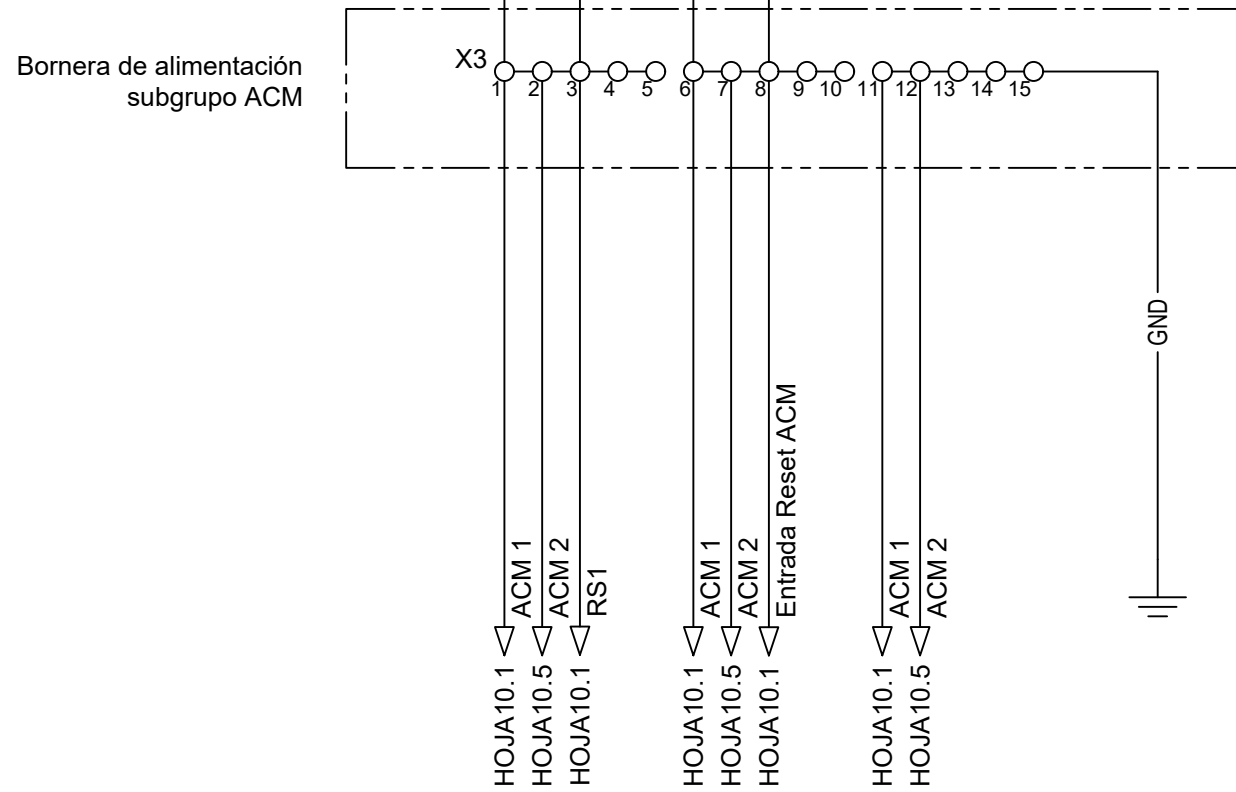 Bornera de alimentación
subgrupo ACM
X3
1 2 3 4 5 6 7 8 9 10 11 12 13 14 15
GND
ACM 1
ACM 2
RS1
ACM 1
ACM 2
Entrada Reset ACM
ACM 1
ACM 2
HOJA10.1
HOJA10.5
HOJA10.1
HOJA10.1
HOJA10.5
HOJA10.1
HOJA10.1
HOJA10.5